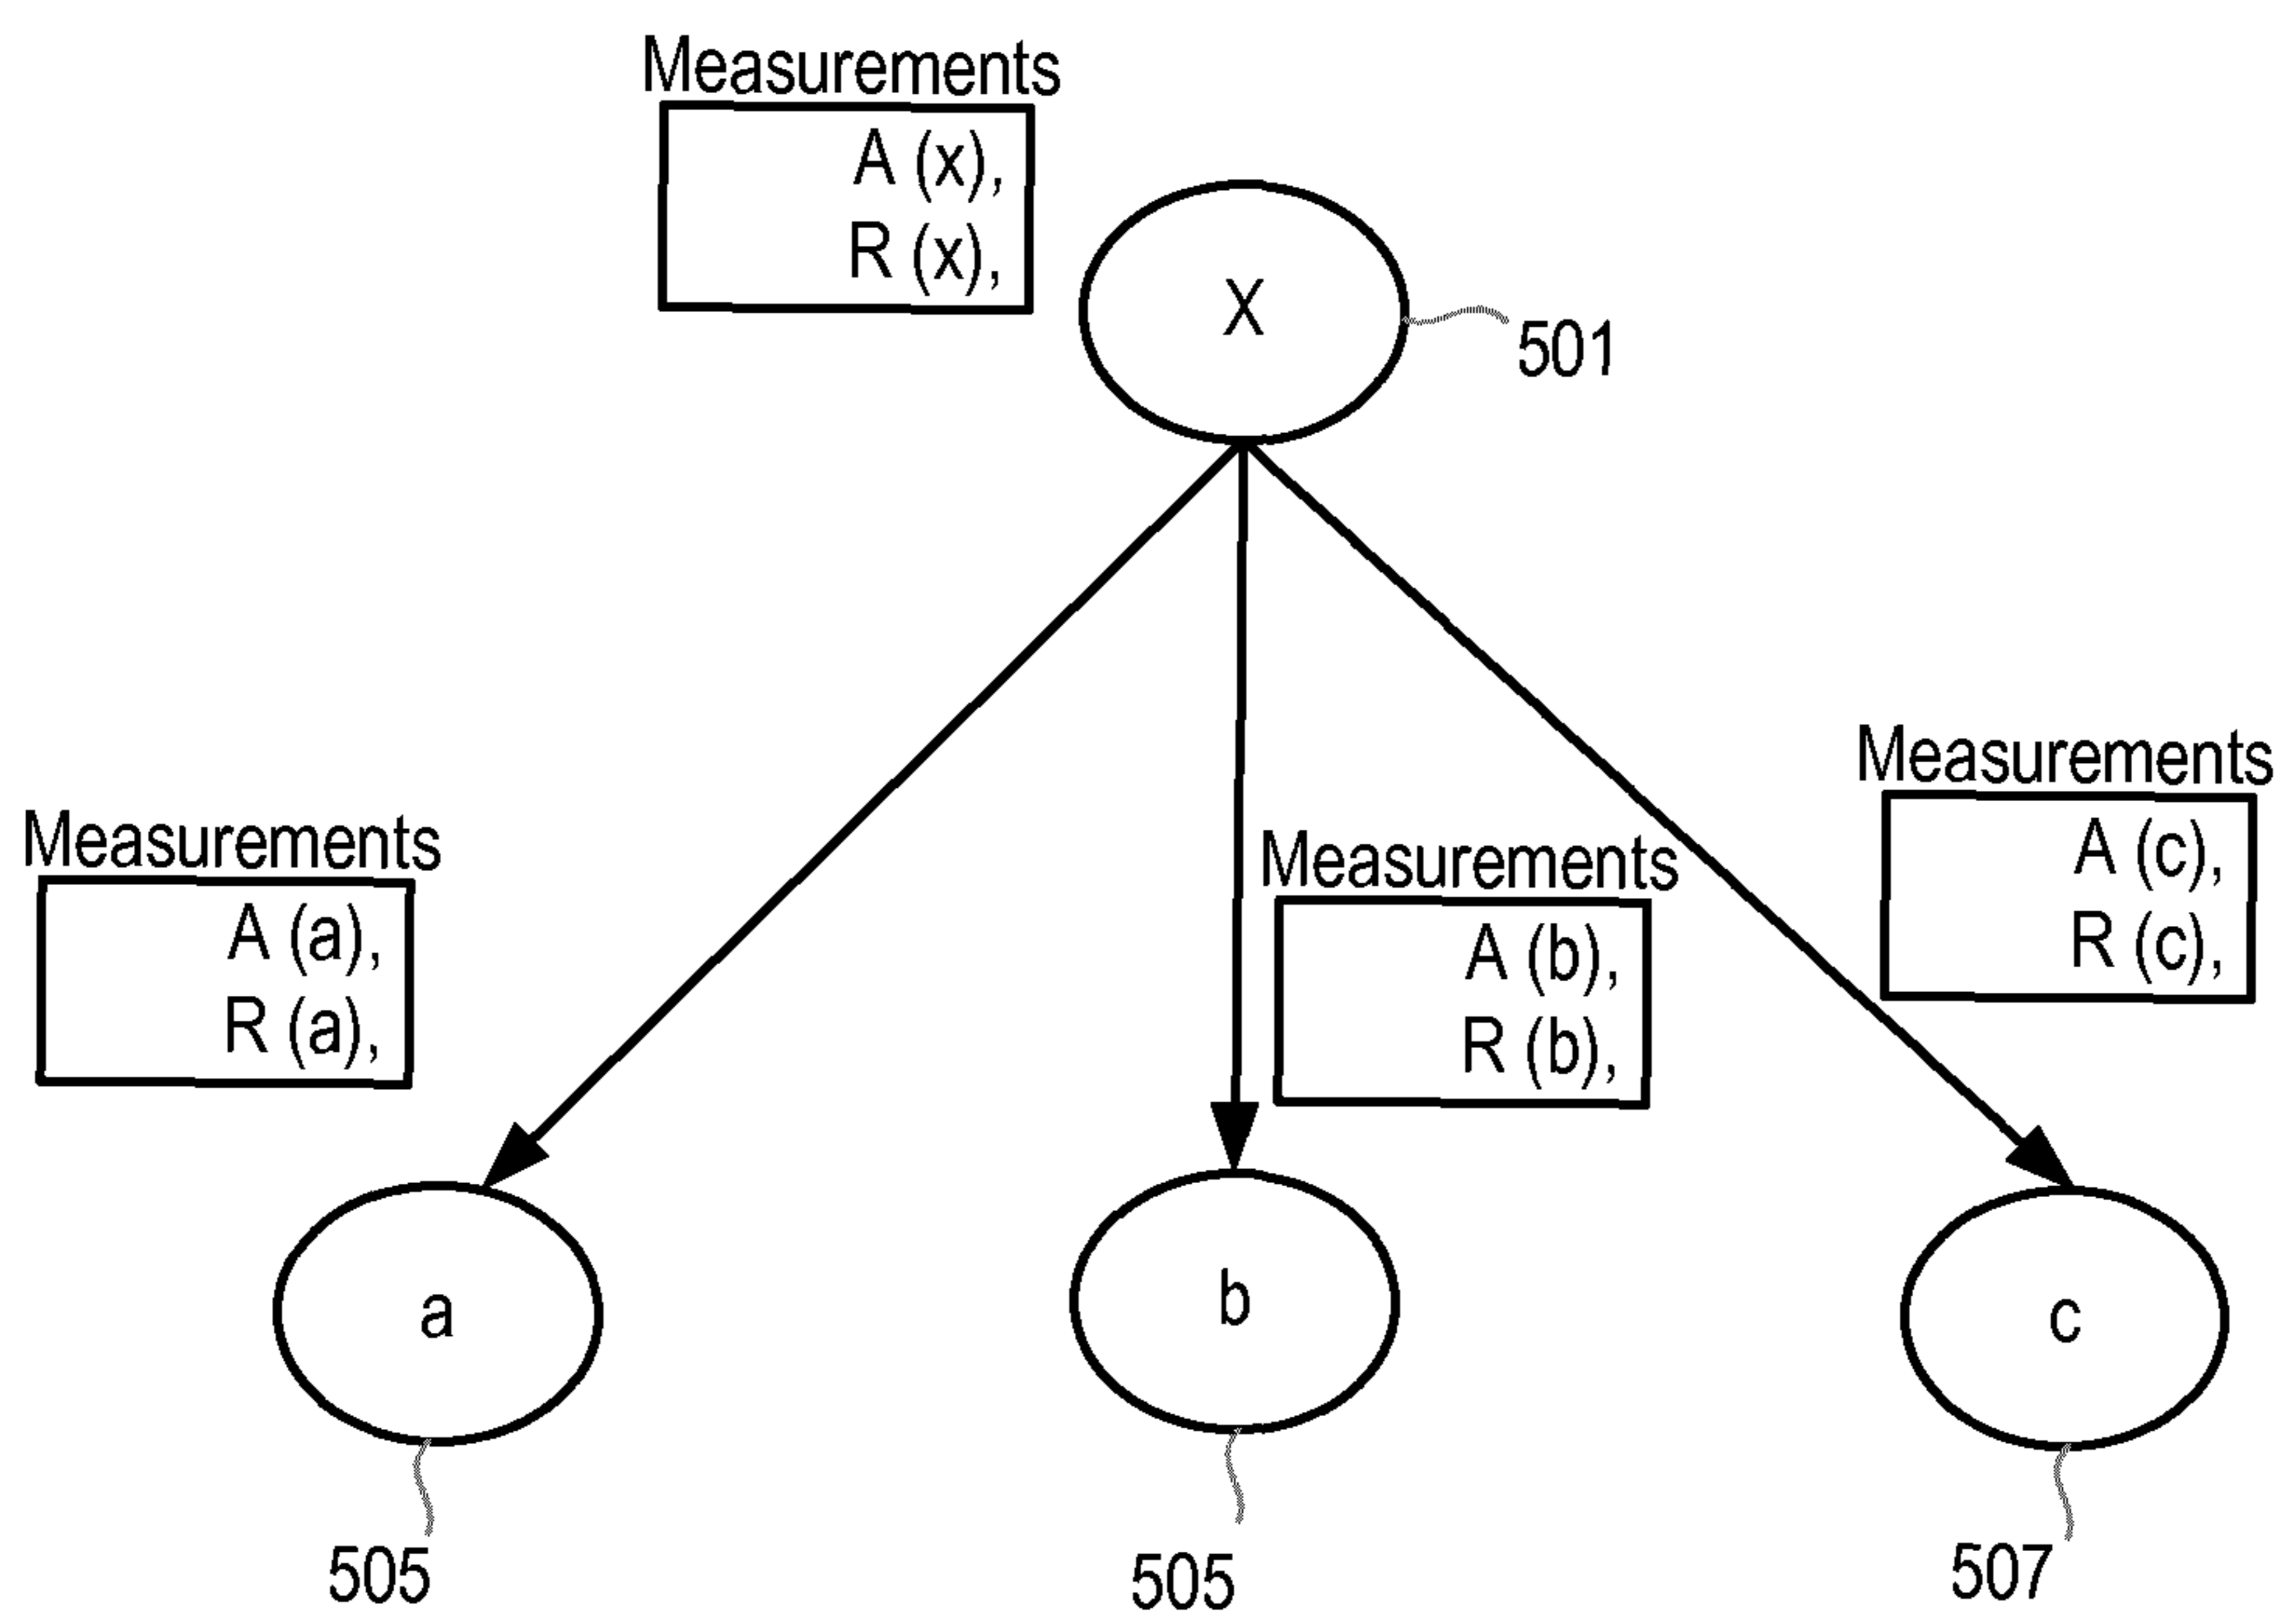 Measurements
A (x),
R (x),
X
501
Measurements
A (a),
R (a),
Measurements
A (b),
R (b),
Measurements
A (c),
R (c),
a
b
c
505
505
507